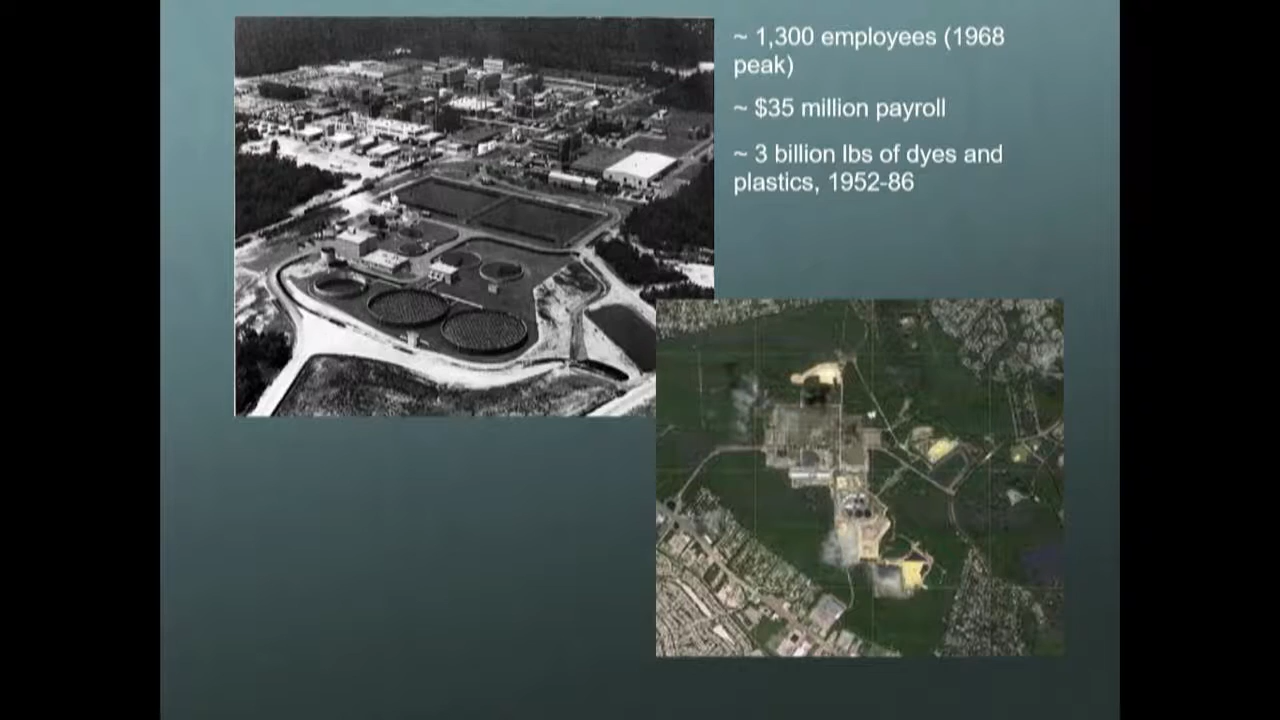 ~ 1,300 employees (1968
peak)
~ $35 million payroll
~ 3 billion lbs of dyes and
plastics, 1952-86